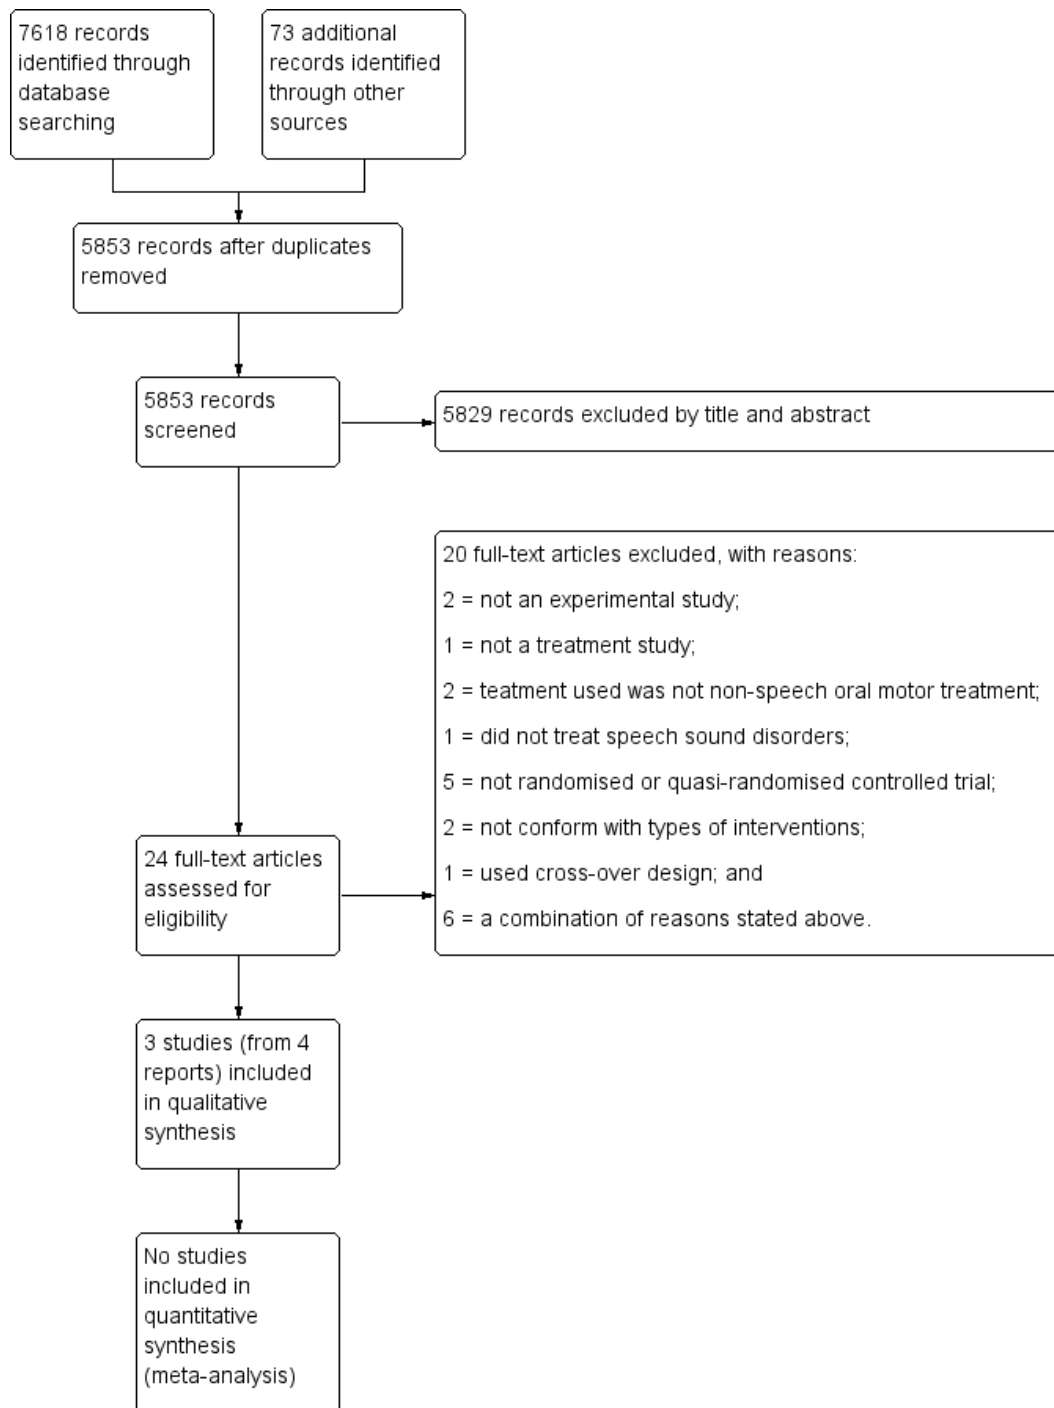 7618 records
identified through
database
searching
73 additional
records identified
through other
sources
5853 records after duplicates
removed
5853 records
screened
5829 records excluded by title and abstract
20 full-text articles excluded, with reasons:
2 = not an experimental study;
1 = not a treatment study;
2 = teatment used was not non-speech oral motor treatment;
1 = did not treat speech sound disorders;
5 = not randomised or quasi-randomised controlled trial;
2 = not conform with types of interventions;
1 = used cross-over design; and
6 = a combination of reasons stated above.
24 full-text articles
assessed for
eligibility
3 studies (from 4
reports) included
in qualitative
synthesis
No studies
included in
quantitative
synthesis
(meta-analysis)